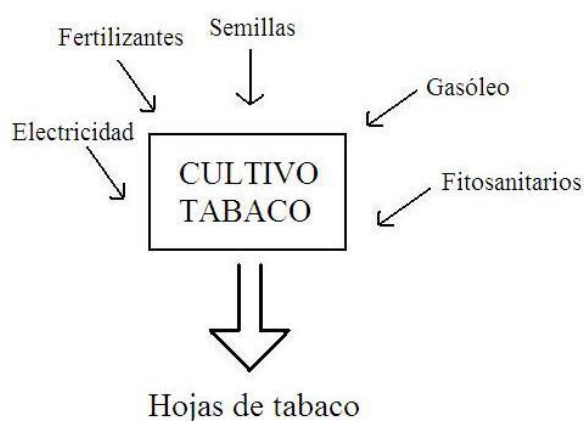 Semillas
Fertilizantes
Gasóleo
Electricidad
CULTIVO
TABACO
Fitosanitarios
Hojas de tabaco